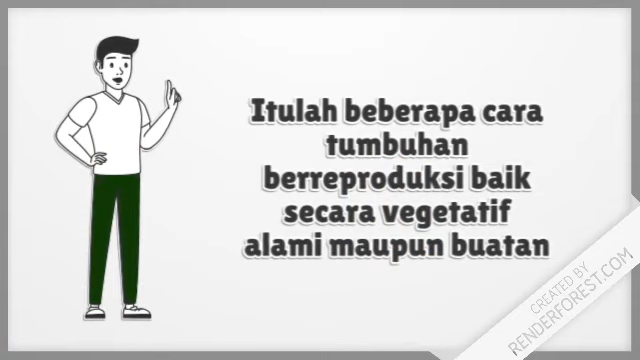 Itulah beberapa cara
tumbuhan
berreproduksi baik
secara vegetatif
alami maupun buatan
CREATED BY
RENDERFOREST.COM